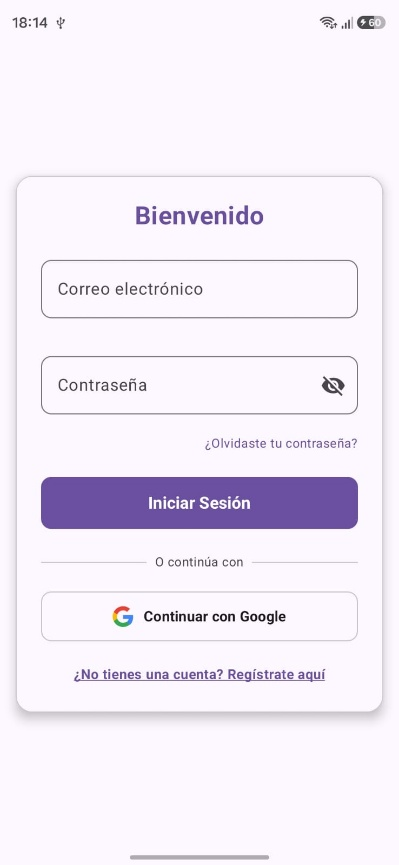 18:14
60
Bienvenido
Correo electrónico
Contraseña
¿Olvidaste tu contraseña?
Iniciar Sesión
O continúa con
Continuar con Google
¿No tienes una cuenta? Regístrate aquí